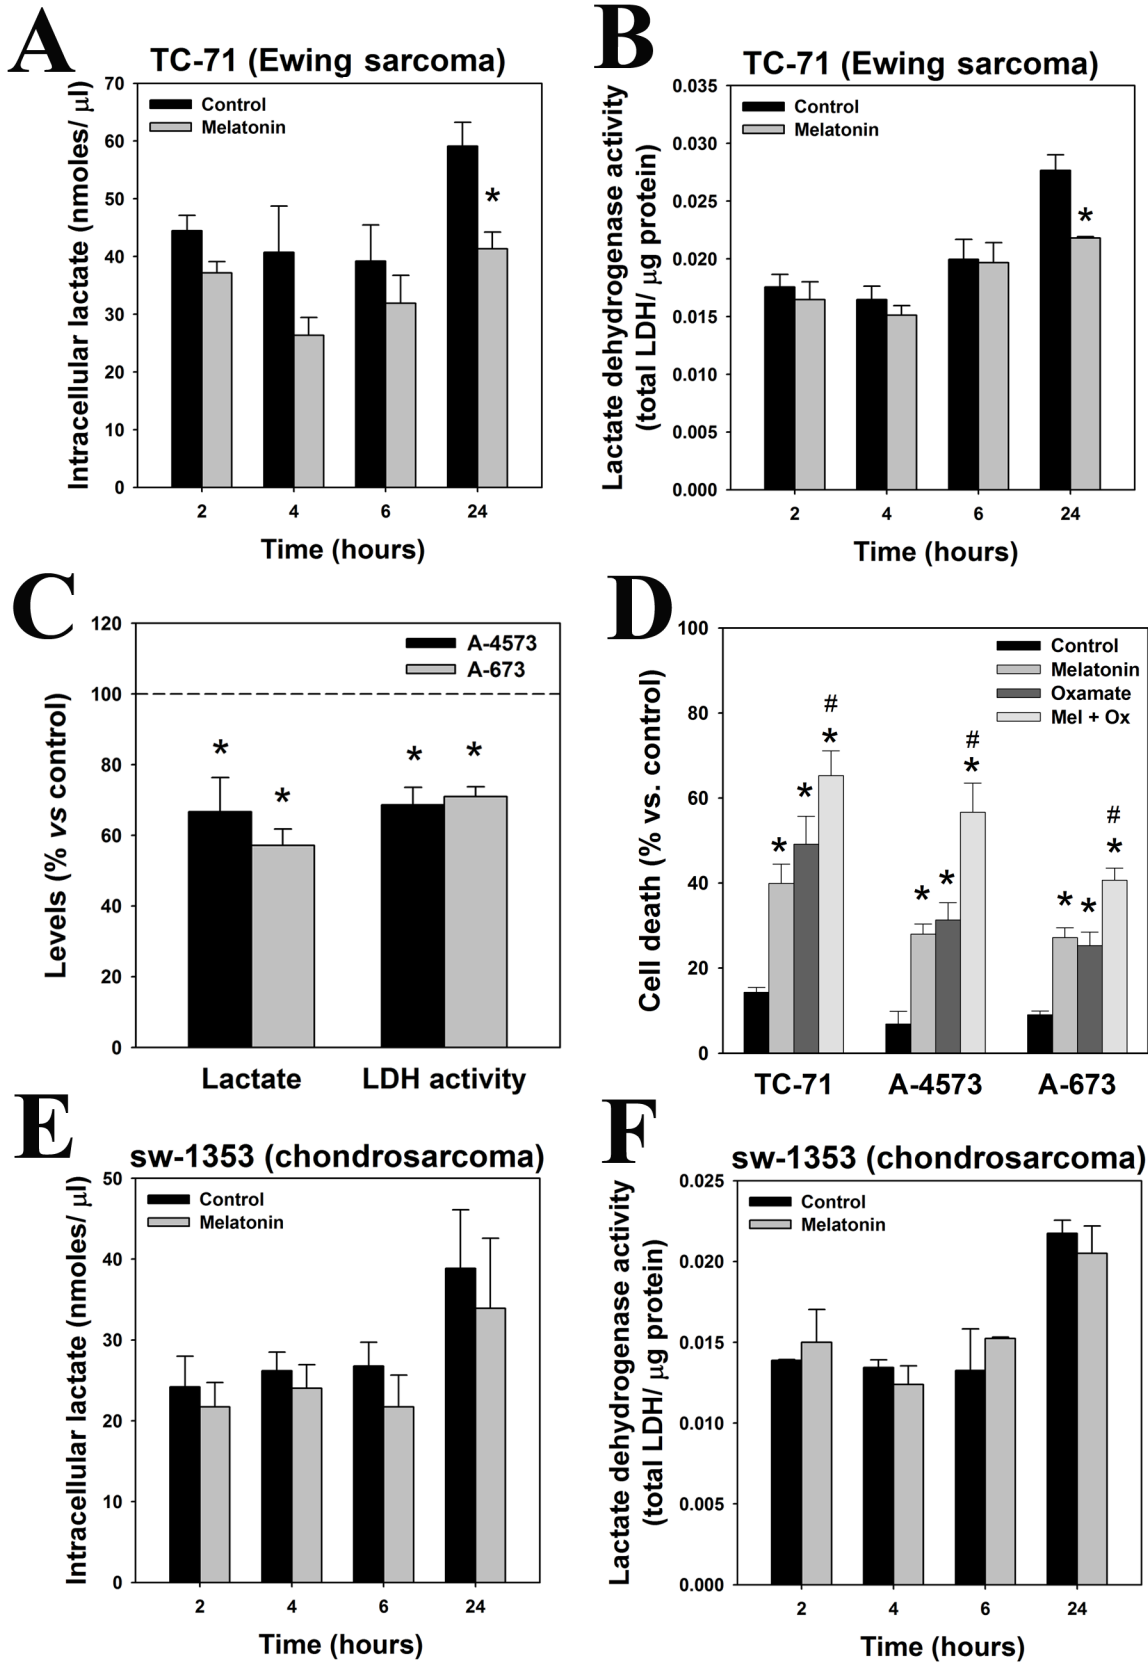 A
TC-71 (Ewing sarcoma)
Intracellular lactate (nmoles/ μl)
70
60
50
40
30
20
10
0
Control
Melatonin
*
2 4 6 24
Time (hours)
B
TC-71 (Ewing sarcoma)
Lactate dehydrogenase activity
(total LDH/ μg protein)
0.035
0.030
0.025
0.020
0.015
0.010
0.005
0.000
Control
Melatonin
*
2 4 6 24
Time (hours)
C
Levels (% vs control)
120
100
80
60
40
20
0
A-4573
A-673
* * * *
Lactate LDH activity
D
Cell death (% vs. control)
100
80
60
40
20
0
Control
Melatonin
Oxamate
Mel + Ox
# # #
* * * * * * * * *
TC-71 A-4573 A-673
E
sw-1353 (chondrosarcoma)
Intracellular lactate (nmoles/ μl)
50
40
30
20
10
0
Control
Melatonin
2 4 6 24
Time (hours)
F
sw-1353 (chondrosarcoma)
Lactate dehydrogenase activity
(total LDH/ μg protein)
0.025
0.020
0.015
0.010
0.005
0.000
Control
Melatonin
2 4 6 24
Time (hours)